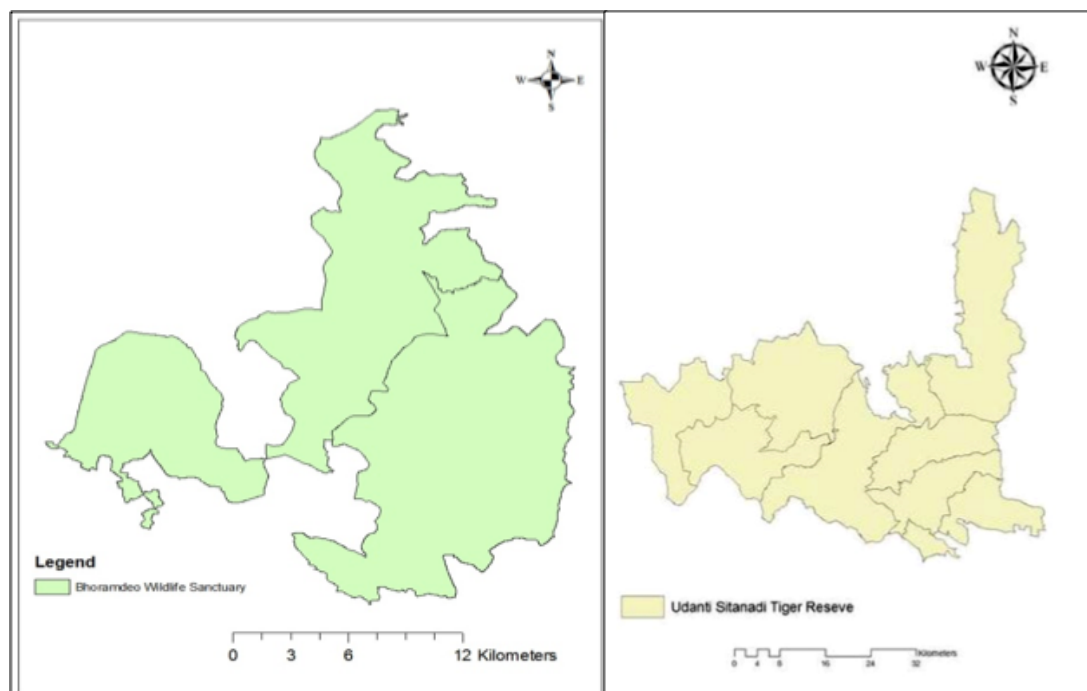 N
W E
S
Legend
Bhoramdeo Wildlife Sanctuary
0 3 6 12 Kilometers
N
W E
S
Udanti Sitanadi Tiger Reseve
Kilometers
0 4 8 16 24 32